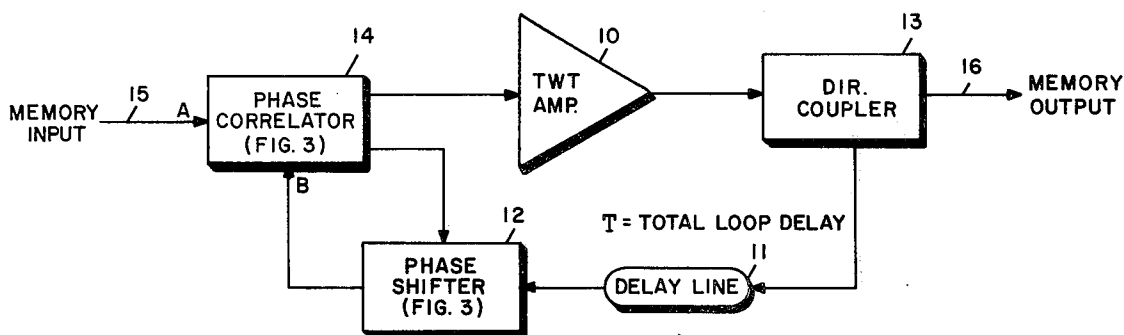 14
10
13
15
A
MEMORY
INPUT
PHASE
CORRELATOR
(FIG. 3)
TWT
AMP.
DIR.
COUPLER
16
MEMORY
OUTPUT
B
12
T = TOTAL LOOP DELAY
11
PHASE
SHIFTER
(FIG. 3)
DELAY LINE